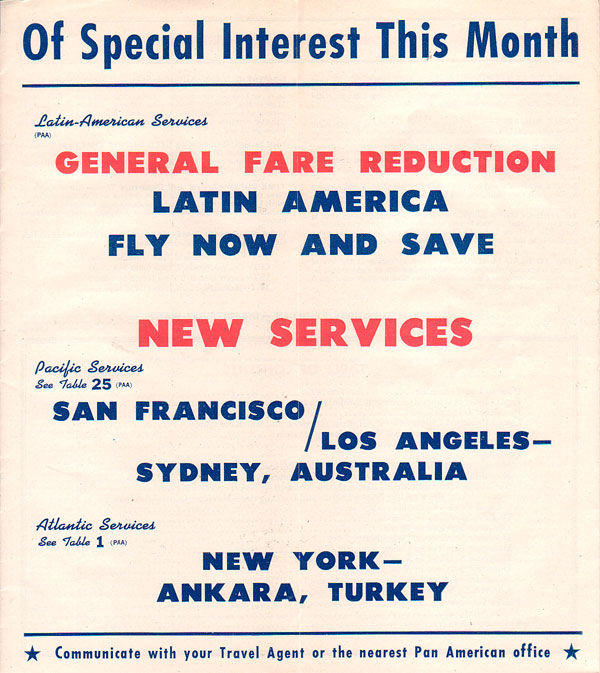 Of Special Interest This Month
Latin-American Services
(PAA)
GENERAL FARE REDUCTION
LATIN AMERICA
FLY NOW AND SAVE
NEW SERVICES
Pacific Services
See Table 25 (PAA)
SAN FRANCISCO/
LOS ANGELES—
SYDNEY, AUSTRALIA
Atlantic Services
See Table 1 (PAA)
NEW YORK—
ANKARA, TURKEY
★ Communicate with your Travel Agent or the nearest Pan American office ★